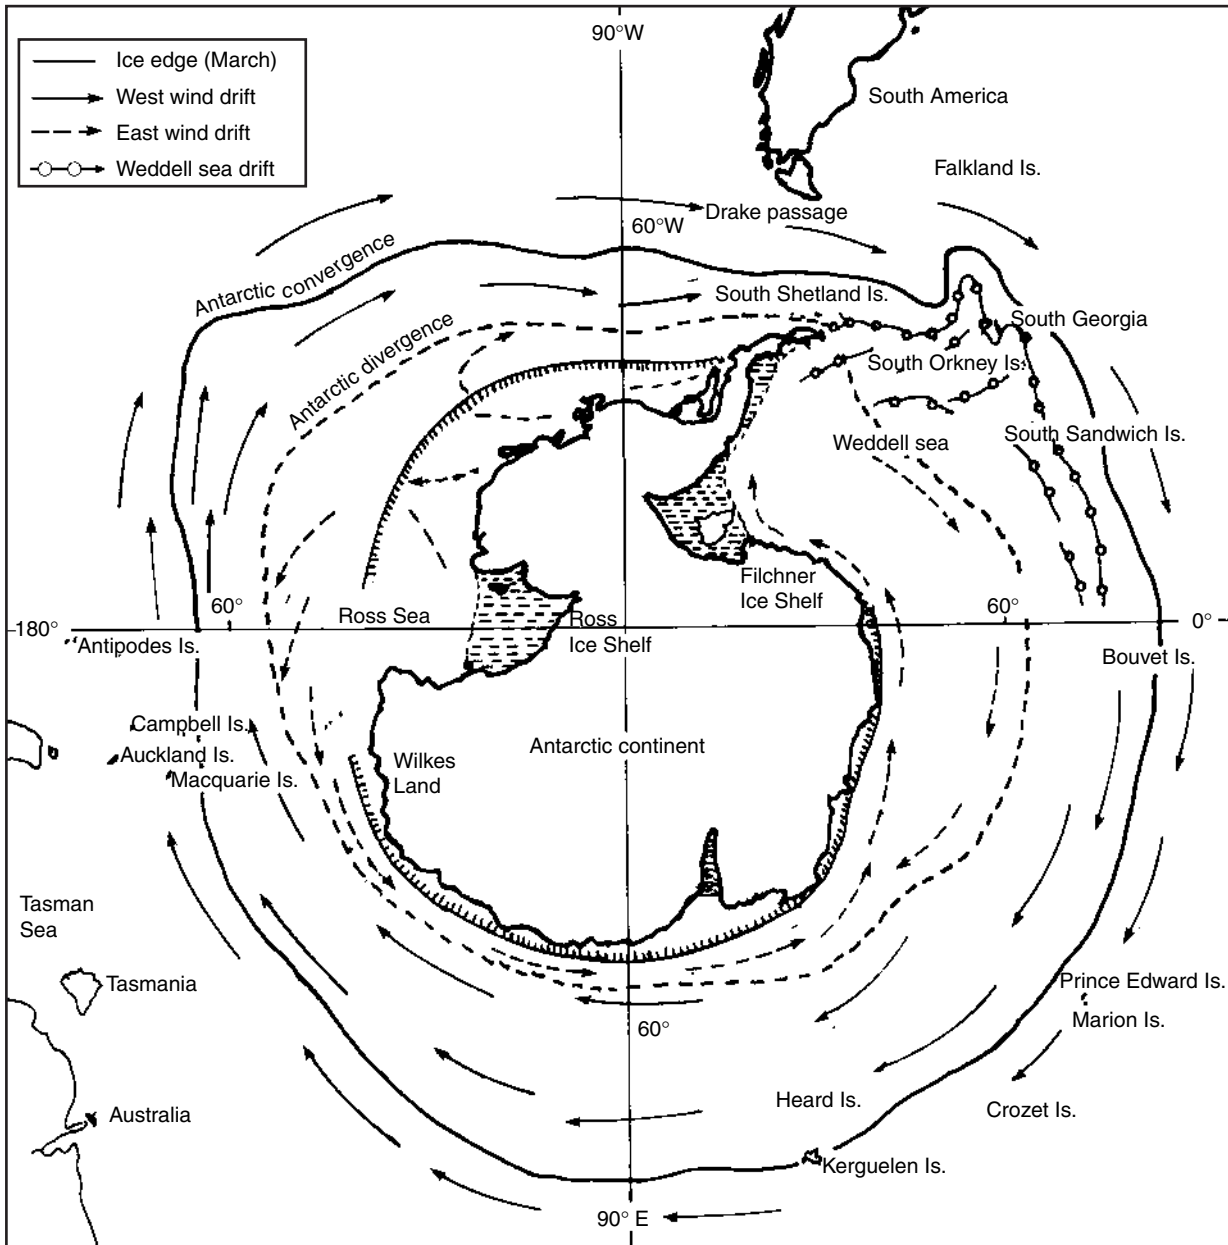 90°W
Ice edge (March)
West wind drift
East wind drift
Weddell sea drift
South America
Falkland Is.
Drake passage
60°W
Antarctic convergence
South Shetland Is.
South Georgia
Antarctic divergence
South Orkney Is.
Weddell sea
South Sandwich Is.
Filchner
Ice Shelf
60°
Ross Sea
Ross
Ice Shelf
60°
180°
0°
Antipodes Is.
Bouvet Is.
Campbell Is.
Auckland Is.
Macquarie Is.
Wilkes
Land
Antarctic continent
Tasman
Sea
Tasmania
Prince Edward Is.
Marion Is.
60°
Heard Is.
Crozet Is.
Australia
Kerguelen Is.
90° E